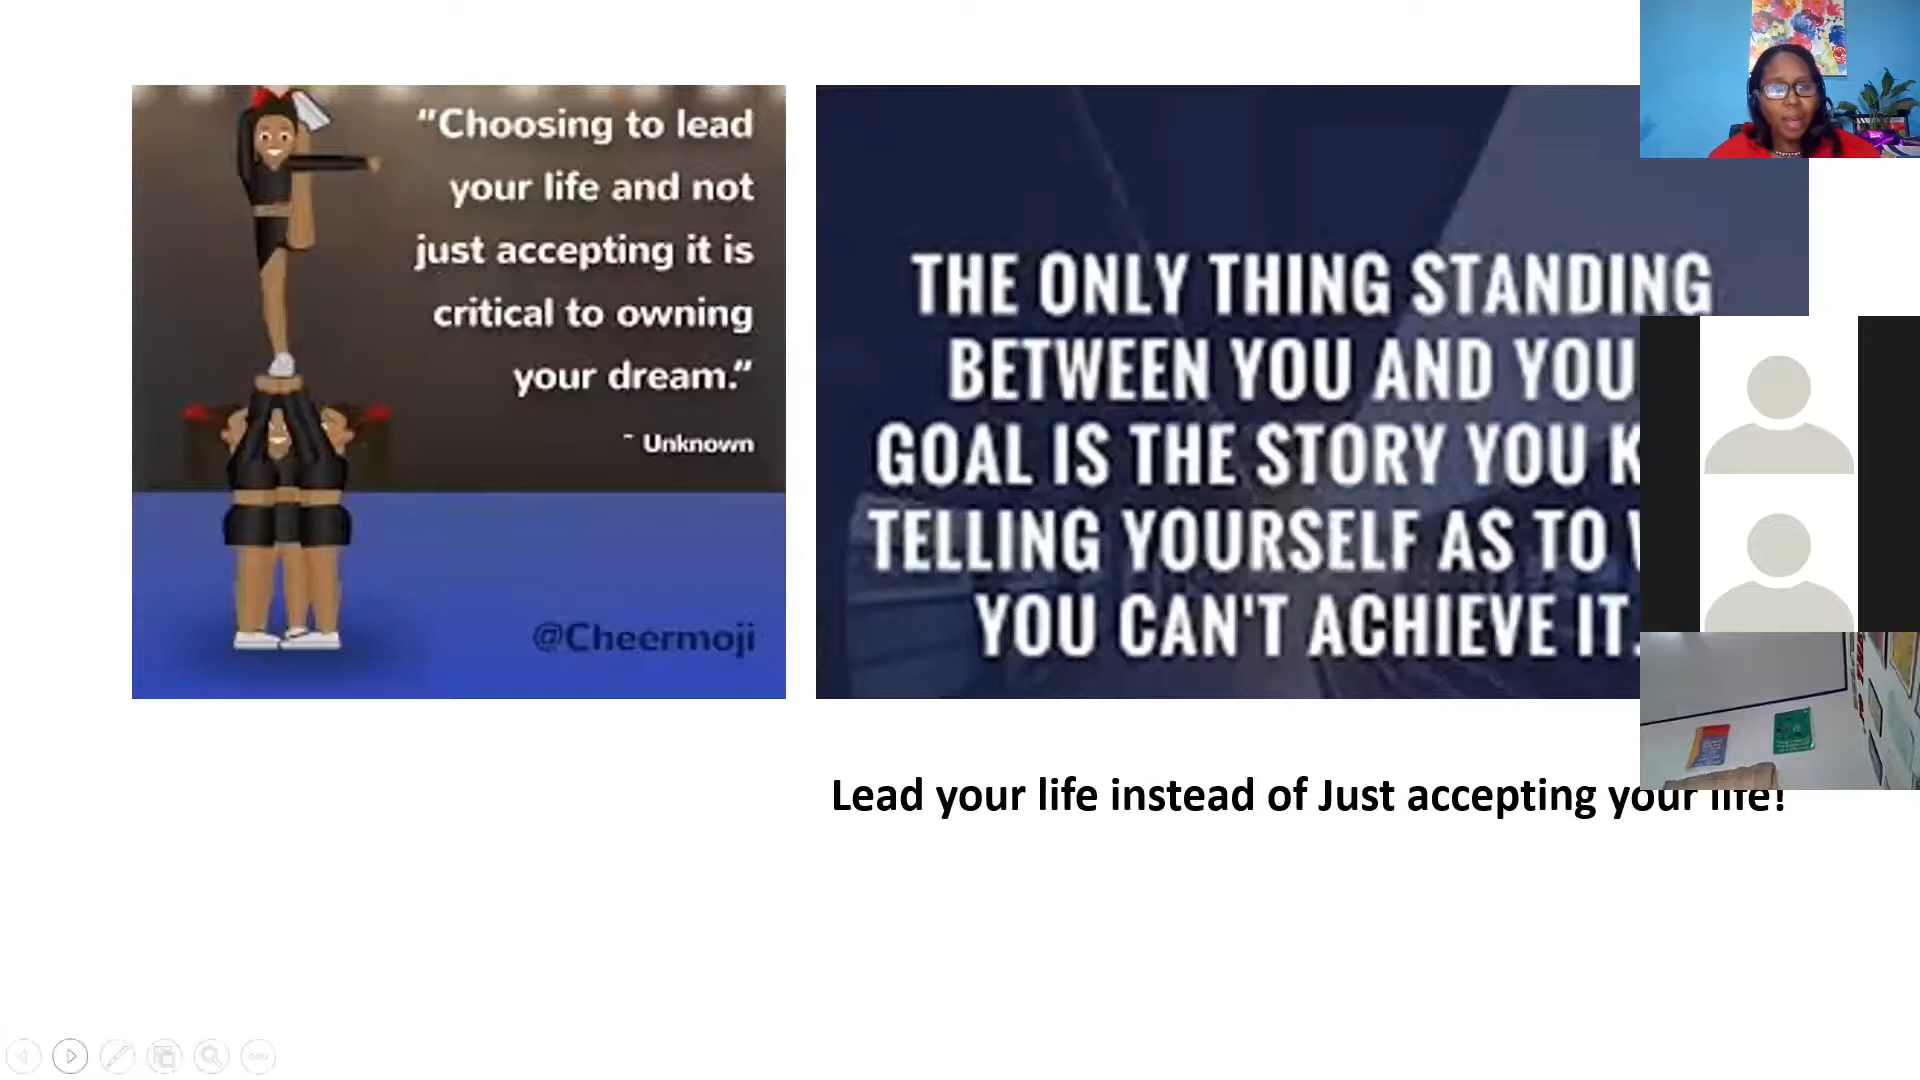 "Choosing to lead
your life and not
just accepting it is
critical to owning
your dream."
~ Unknown
@Cheermoji
THE ONLY THING STANDING
BETWEEN YOU AND YOU
GOAL IS THE STORY YOU K
TELLING YOURSELF AS TO
YOU CAN'T ACHIEVE IT.
Lead your life instead of Just accepting your life!